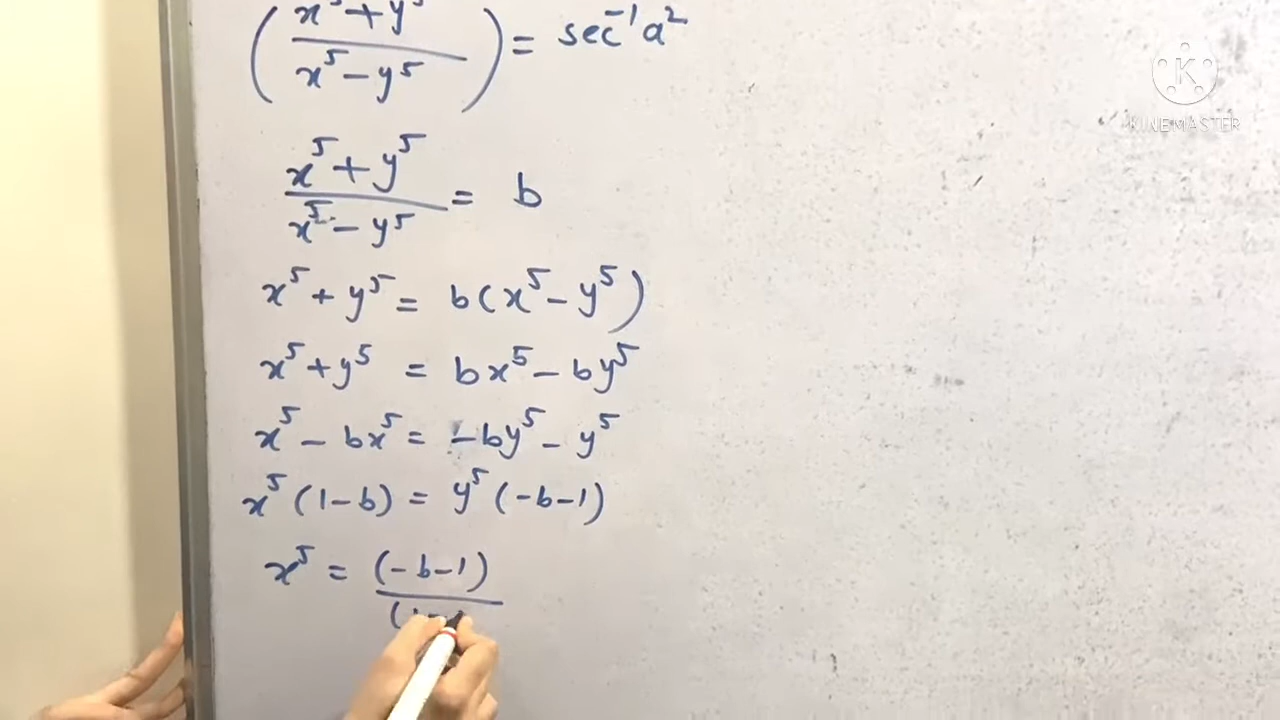 (x⁵+y⁵ / x⁵-y⁵) = sec⁻¹a²
KINEMASTER
x⁵+y⁵ / x⁵-y⁵ = b
x⁵+y⁵ = b(x⁵-y⁵)
x⁵+y⁵ = bx⁵-by⁵
x⁵-bx⁵ = -by⁵-y⁵
x⁵(1-b) = y⁵(-b-1)
x⁵ = (-b-1) / (1-